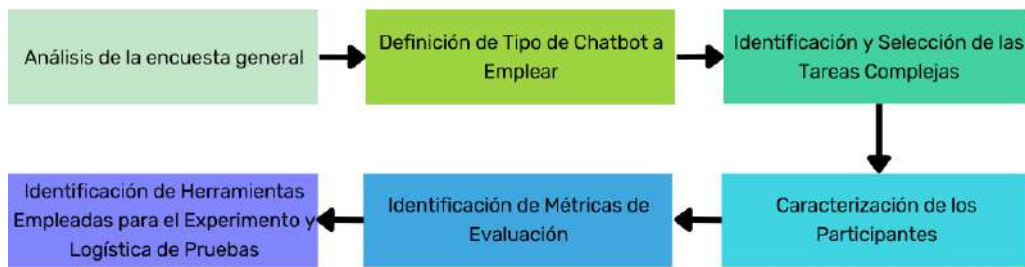 Análisis de la encuesta general
Definición de Tipo de Chatbot a
Emplear
Identificación y Selección de las
Tareas Complejas
Caracterización de los
Participantes
Identificación de Métricas de
Evaluación
Identificación de Herramientas
Empleadas para el Experimento y
Logística de Pruebas